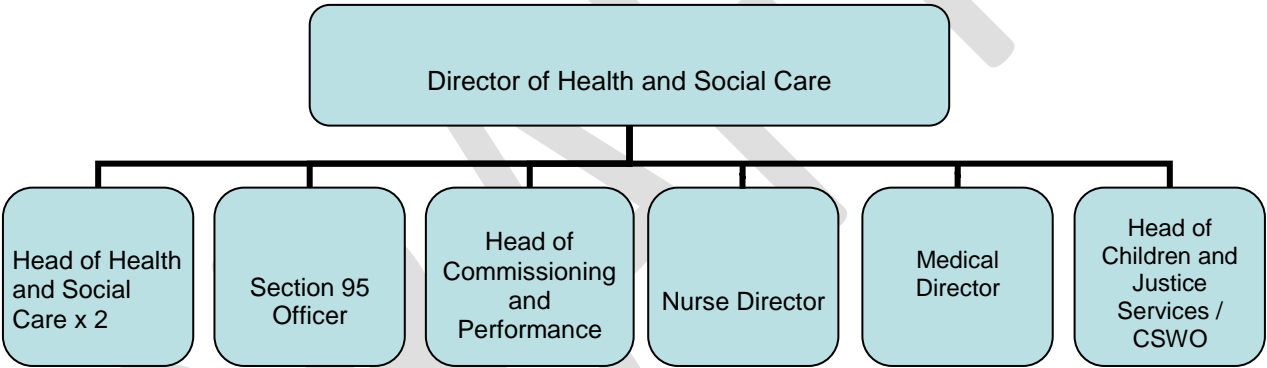 Director of Health and Social Care
Head of Health
and Social
Care x 2
Section 95
Officer
Head of
Commissioning
and
Performance
Nurse Director
Medical
Director
Head of
Children and
Justice
Services /
CSWO